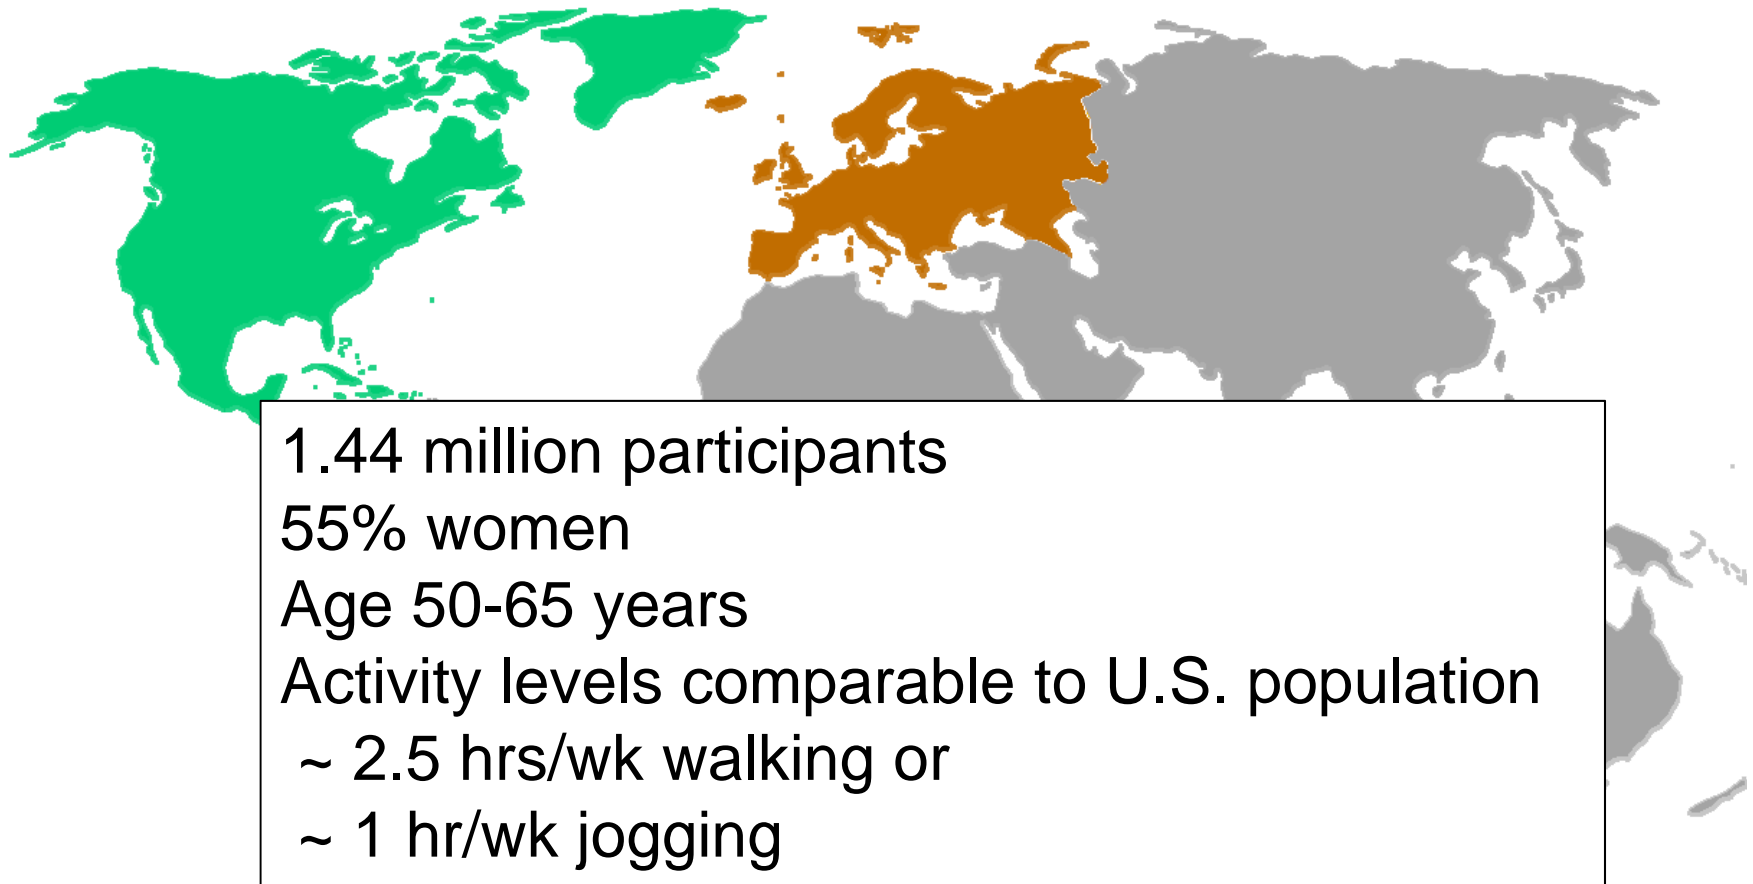 1.44 million participants
55% women
Age 50-65 years
Activity levels comparable to U.S. population
~ 2.5 hrs/wk walking or
~ 1 hr/wk jogging